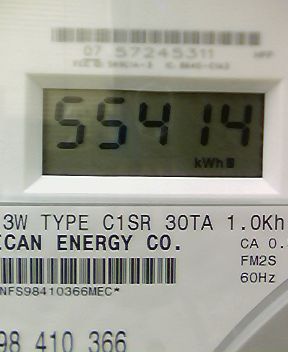 07 57245311
55414
kWh
3W TYPE C1SR 30TA 1.0Kh
ICAN ENERGY CO.
CA 0.
FM2S
60Hz
NFS98410366MEC*
98 410 366